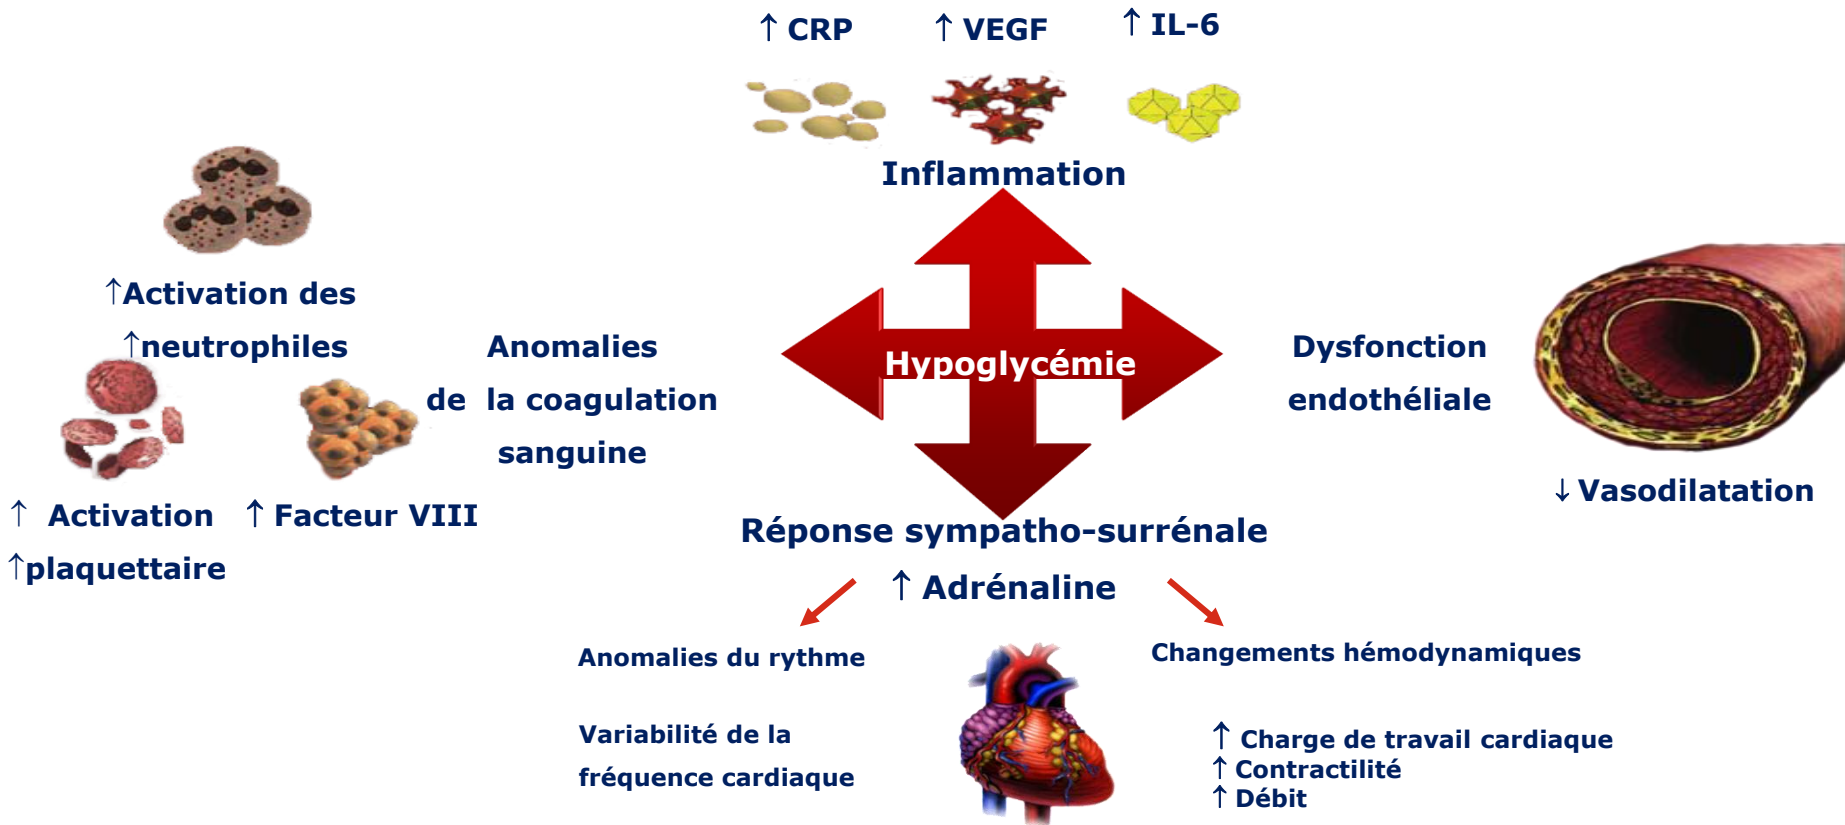 ↑ CRP
↑ VEGF
↑ IL-6
Inflammation
↑Activation des
↑neutrophiles
Anomalies
de la coagulation
sanguine
↑ Activation
↑plaquettaire
↑ Facteur VIII
Hypoglycémie
Dysfonction
endothéliale
↓ Vasodilatation
Réponse sympatho-surrénale
↑ Adrénaline
Anomalies du rythme
Variabilité de la
fréquence cardiaque
Changements hémodynamiques
↑ Charge de travail cardiaque
↑ Contractilité
↑ Débit